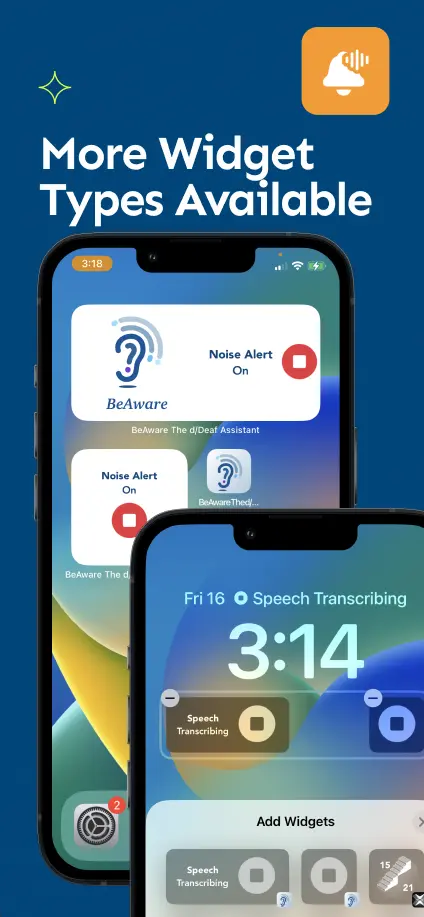 More Widget
Types Available
3:18
Noise Alert
On
BeAware
BeAware The d/Deaf Assistant
Noise Alert
On
BeAwareThed/...
BeAware The d
Fri 16 Speech Transcribing
3:14
Speech
Transcribing
2
Add Widgets
Speech
Transcribing
15
21